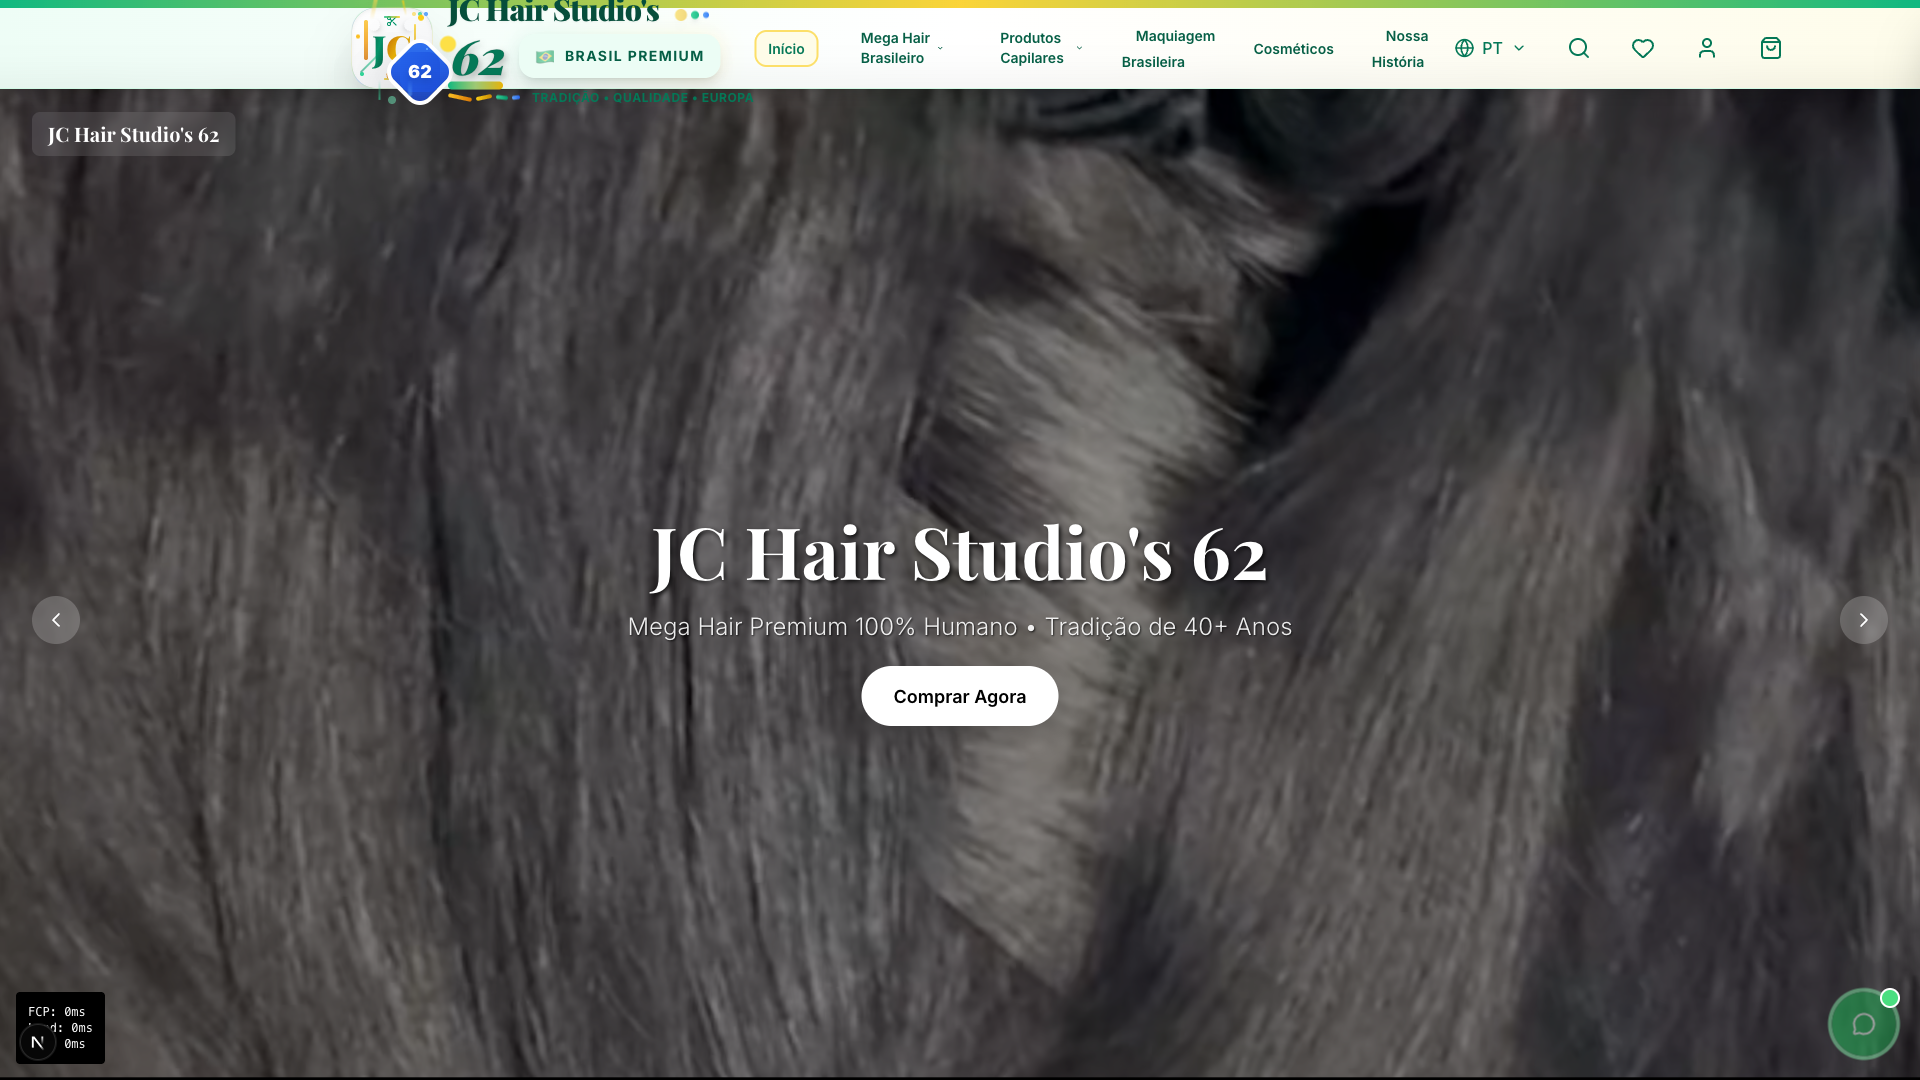 JC Hair Studio's
62
JC
62
BRASIL PREMIUM
TRADIÇÃO • QUALIDADE • EUROPA
Início
Mega Hair
Brasileiro
Produtos
Capilares
Maquiagem
Brasileira
Cosméticos
Nossa
História
PT
JC Hair Studio's 62
JC Hair Studio's 62
Mega Hair Premium 100% Humano • Tradição de 40+ Anos
Comprar Agora
FCP: 0ms
0ms
0ms
N